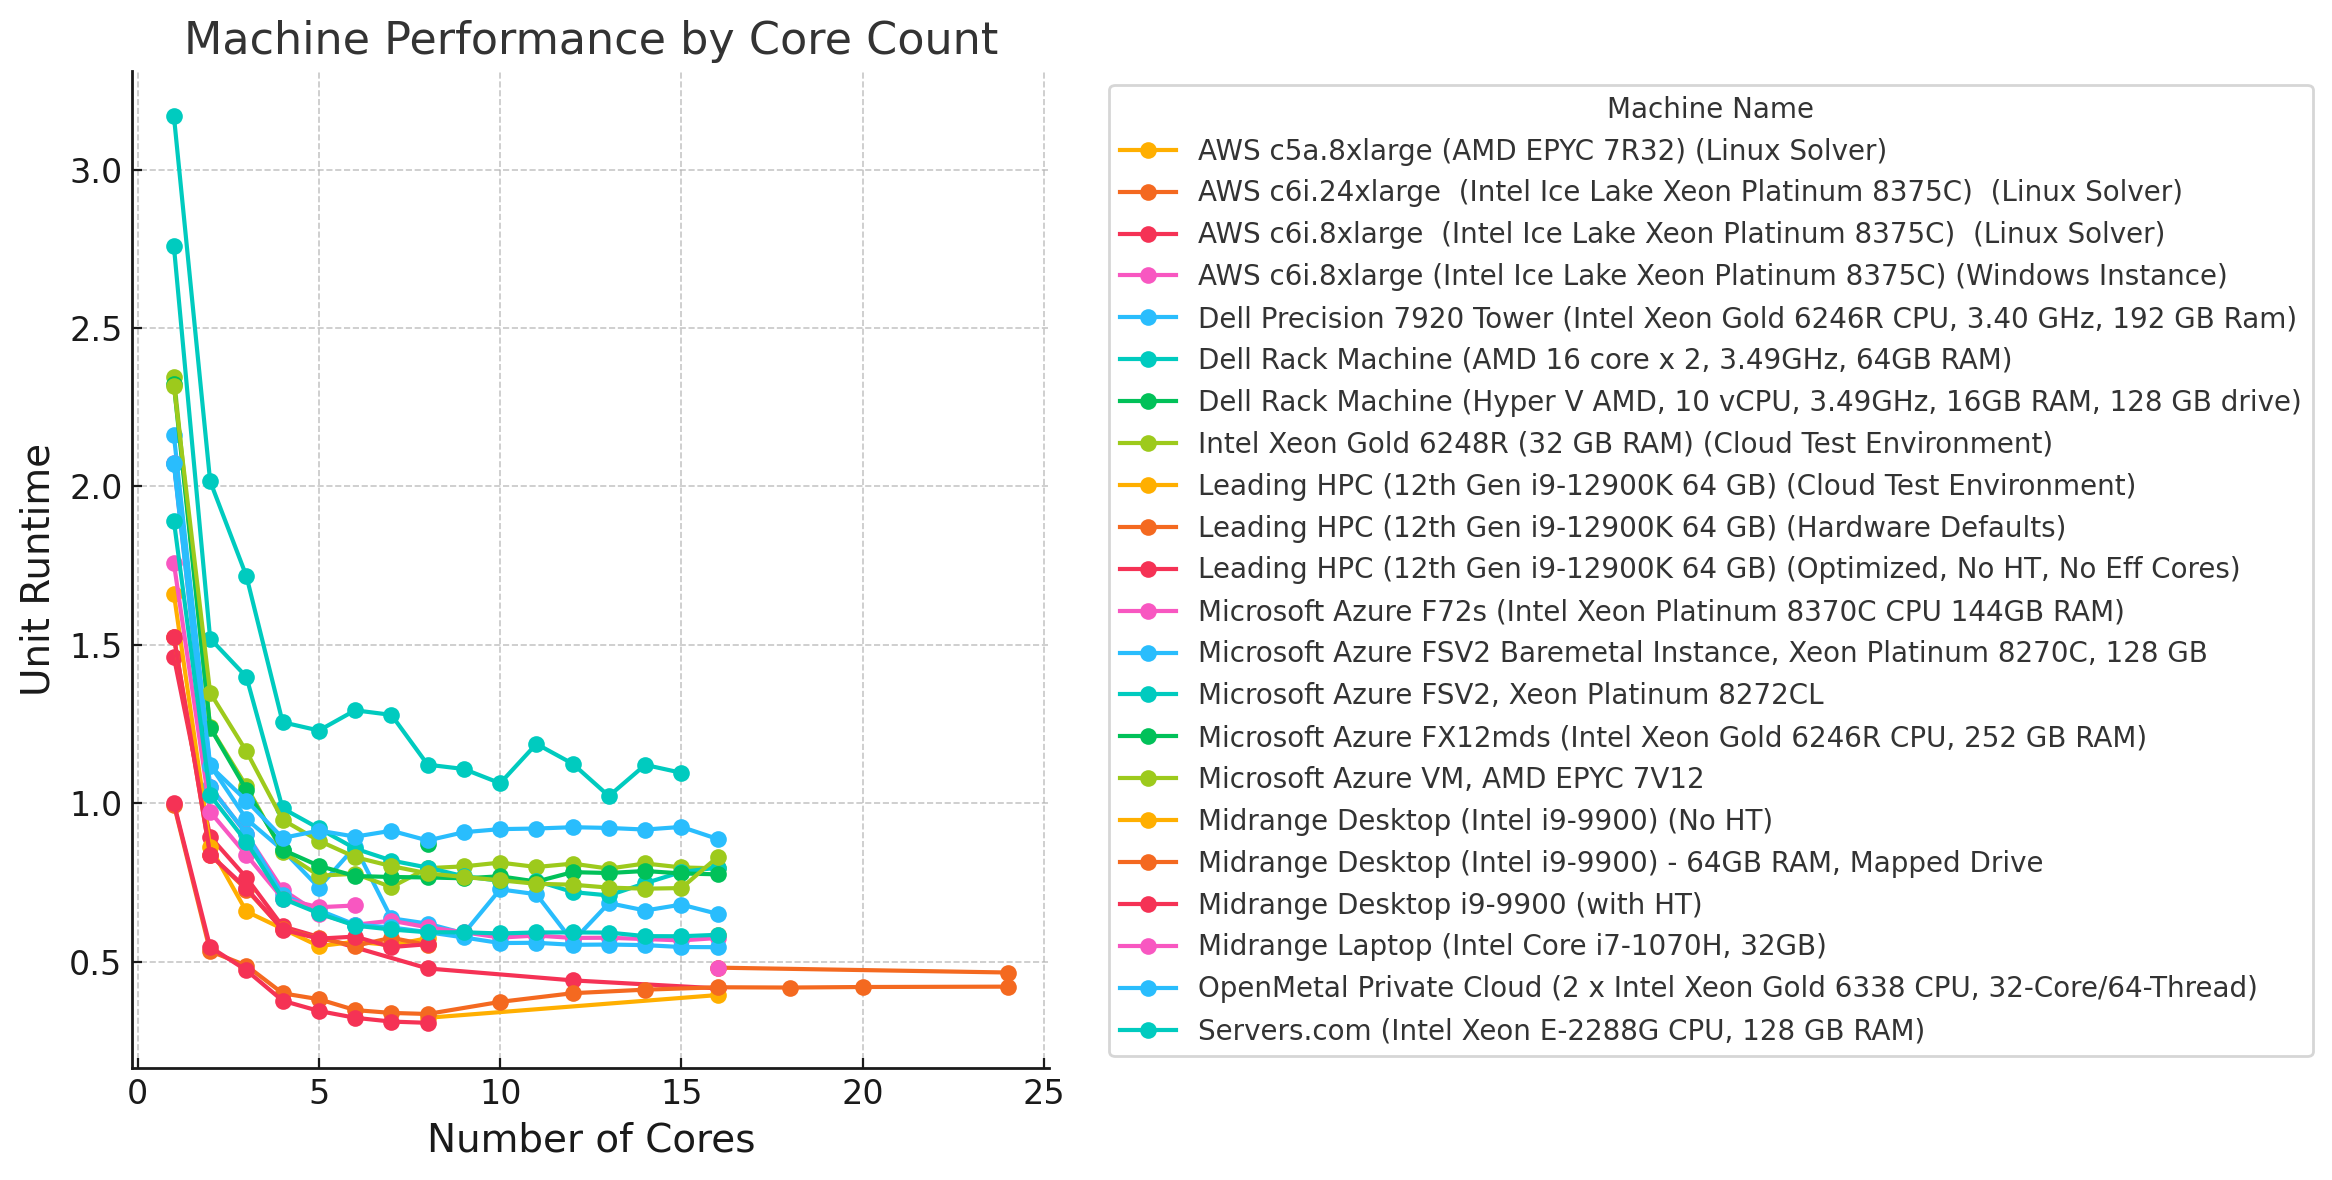 Machine Performance by Core Count
3.0
2.5
2.0
1.5
1.0
0.5
Unit Runtime
0 5 10 15 20 25
Number of Cores
Machine Name
AWS c5a.8xlarge (AMD EPYC 7R32) (Linux Solver)
AWS c6i.24xlarge  (Intel Ice Lake Xeon Platinum 8375C)  (Linux Solver)
AWS c6i.8xlarge  (Intel Ice Lake Xeon Platinum 8375C)  (Linux Solver)
AWS c6i.8xlarge (Intel Ice Lake Xeon Platinum 8375C) (Windows Instance)
Dell Precision 7920 Tower (Intel Xeon Gold 6246R CPU, 3.40 GHz, 192 GB Ram)
Dell Rack Machine (AMD 16 core x 2, 3.49GHz, 64GB RAM)
Dell Rack Machine (Hyper V AMD, 10 vCPU, 3.49GHz, 16GB RAM, 128 GB drive)
Intel Xeon Gold 6248R (32 GB RAM) (Cloud Test Environment)
Leading HPC (12th Gen i9-12900K 64 GB) (Cloud Test Environment)
Leading HPC (12th Gen i9-12900K 64 GB) (Hardware Defaults)
Leading HPC (12th Gen i9-12900K 64 GB) (Optimized, No HT, No Eff Cores)
Microsoft Azure F72s (Intel Xeon Platinum 8370C CPU 144GB RAM)
Microsoft Azure FSV2 Baremetal Instance, Xeon Platinum 8270C, 128 GB
Microsoft Azure FSV2, Xeon Platinum 8272CL
Microsoft Azure FX12mds (Intel Xeon Gold 6246R CPU, 252 GB RAM)
Microsoft Azure VM, AMD EPYC 7V12
Midrange Desktop (Intel i9-9900) (No HT)
Midrange Desktop (Intel i9-9900) - 64GB RAM, Mapped Drive
Midrange Desktop i9-9900 (with HT)
Midrange Laptop (Intel Core i7-1070H, 32GB)
OpenMetal Private Cloud (2 x Intel Xeon Gold 6338 CPU, 32-Core/64-Thread)
Servers.com (Intel Xeon E-2288G CPU, 128 GB RAM)